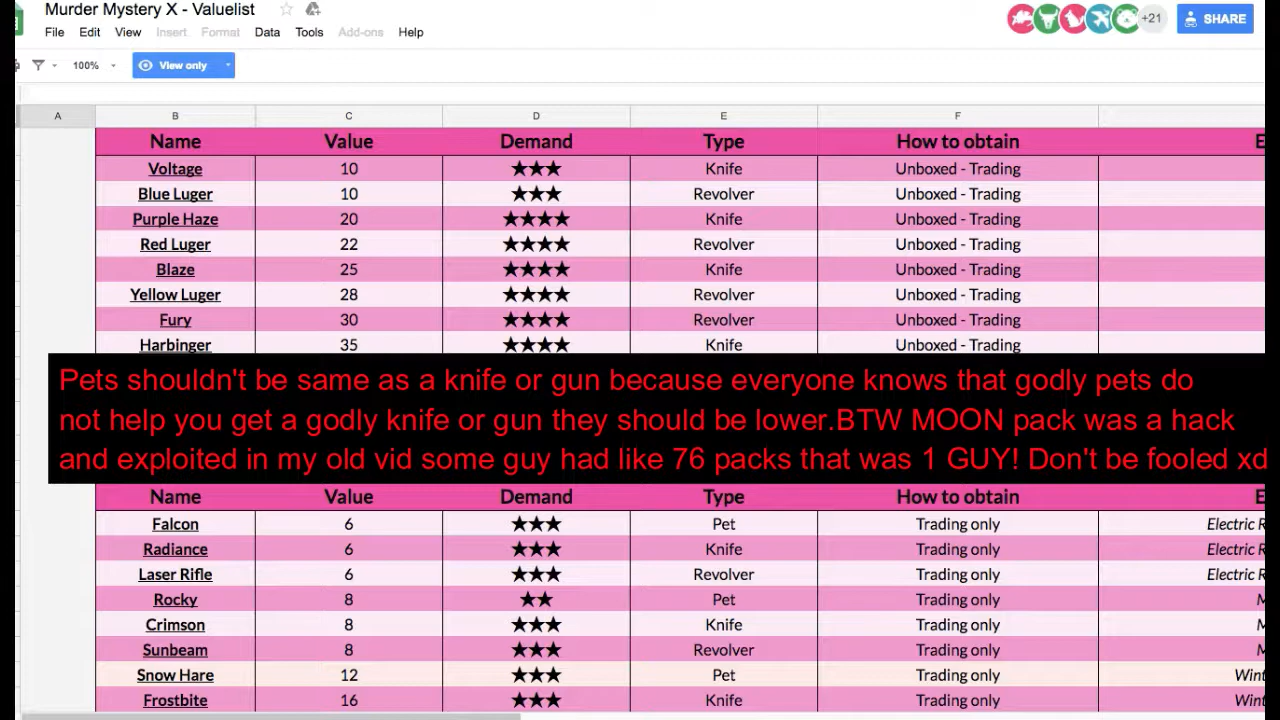 Murder Mystery X - Valuelist
File Edit View Insert Format Data Tools Add-ons Help
+21
SHARE
100% View only
A B C D E F
Name Value Demand Type How to obtain E
Voltage 10 ★★★ Knife Unboxed - Trading
Blue Luger 10 ★★★ Revolver Unboxed - Trading
Purple Haze 20 ★★★★ Knife Unboxed - Trading
Red Luger 22 ★★★★ Revolver Unboxed - Trading
Blaze 25 ★★★★ Knife Unboxed - Trading
Yellow Luger 28 ★★★★ Revolver Unboxed - Trading
Fury 30 ★★★★ Revolver Unboxed - Trading
Harbinger 35 ★★★★ Knife Unboxed - Trading
Pets shouldn't be same as a knife or gun because everyone knows that godly pets do
not help you get a godly knife or gun they should be lower.BTW MOON pack was a hack
and exploited in my old vid some guy had like 76 packs that was 1 GUY! Don't be fooled xd
Name Value Demand Type How to obtain E
Falcon 6 ★★★ Pet Trading only Electric R
Radiance 6 ★★★ Knife Trading only Electric R
Laser Rifle 6 ★★★ Revolver Trading only Electric R
Rocky 8 ★★ Pet Trading only M
Crimson 8 ★★★ Knife Trading only M
Sunbeam 8 ★★★ Revolver Trading only M
Snow Hare 12 ★★★ Pet Trading only Wint
Frostbite 16 ★★★ Knife Trading only Wint